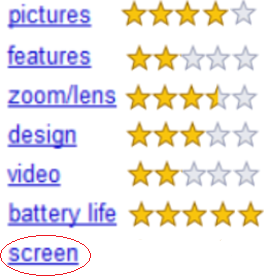 pictures
features
zoom/lens
design
video
battery life
screen